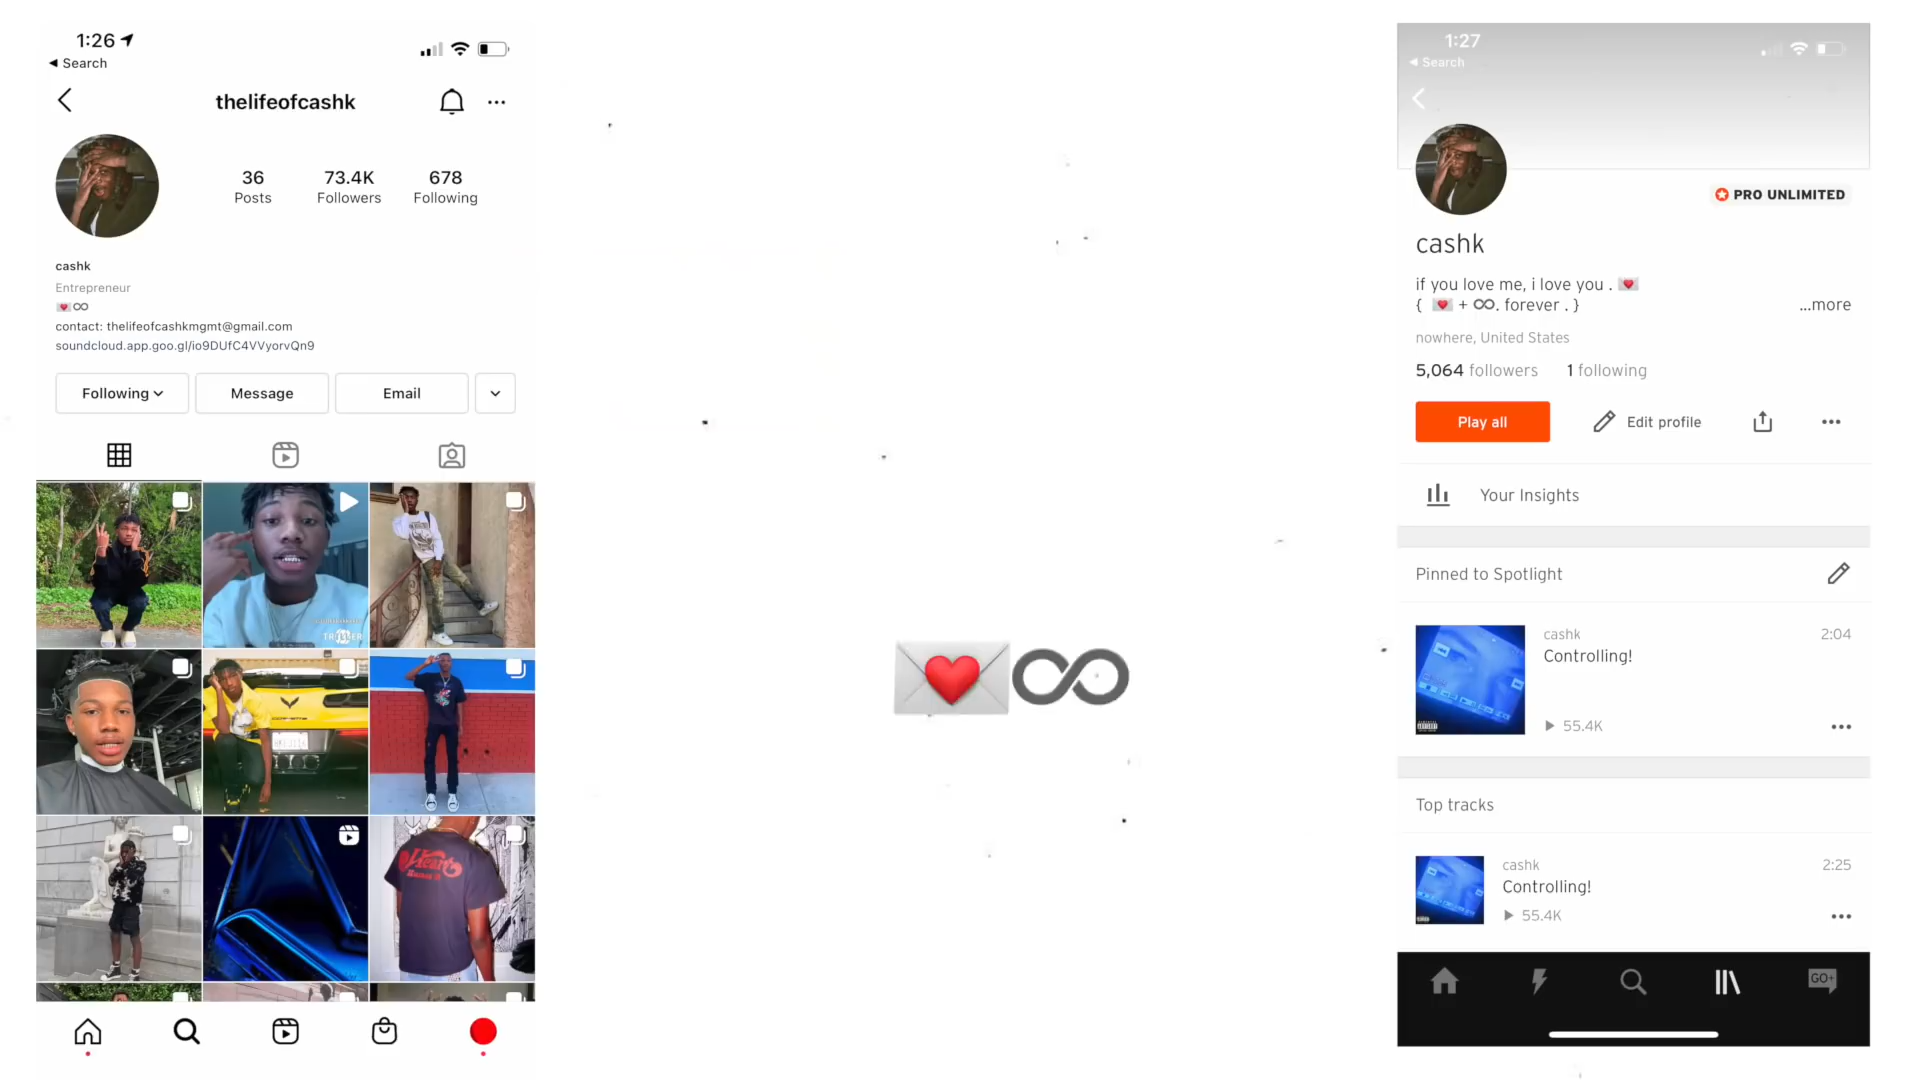 1:26
◄ Search
thelifeofcashk
36
Posts
73.4K
Followers
678
Following
cashk
Entrepreneur
💌∞
contact: thelifeofcashkmgmt@gmail.com
soundcloud.app.goo.gl/io9DUfC4VVyorvQn9
Following
Message
Email
TRILLER
💌∞
1:27
◄ Search
PRO UNLIMITED
cashk
if you love me, i love you . 💌
{ 💌 + ∞. forever . }
...more
nowhere, United States
5,064 followers 1 following
Play all
Edit profile
Your Insights
Pinned to Spotlight
cashk
2:04
Controlling!
55.4K
Top tracks
cashk
2:25
Controlling!
55.4K
GO+